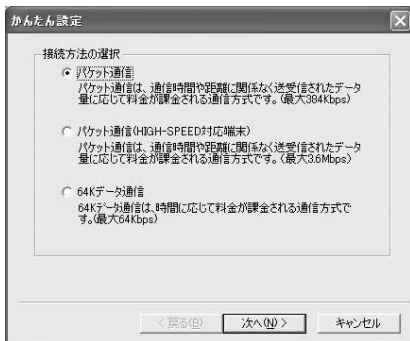 かんたん設定
接続方法の選択
パケット通信
パケット通信は、通信時間や距離に関係なく送受信されたデータ
量に応じて料金が課金される通信方式です。(最大384Kbps)
パケット通信(HIGH-SPEED対応端末)
パケット通信は、通信時間や距離に関係なく送受信されたデータ
量に応じて料金が課金される通信方式です。(最大3.6Mbps)
64Kデータ通信
64Kデータ通信は、時間に応じて料金が課金される通信方式で
す。(最大64Kbps)
< 戻る(B) 次へ(N) > キャンセル